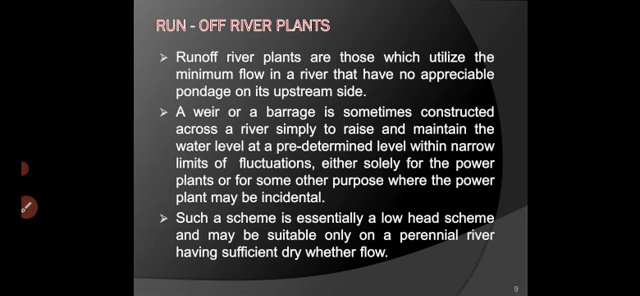 RUN - OFF RIVER PLANTS
➢ Runoff river plants are those which utilize the
minimum flow in a river that have no appreciable
pondage on its upstream side.
➢ A weir or a barrage is sometimes constructed
across a river simply to raise and maintain the
water level at a pre-determined level within narrow
limits of fluctuations, either solely for the power
plants or for some other purpose where the power
plant may be incidental.
➢ Such a scheme is essentially a low head scheme
and may be suitable only on a perennial river
having sufficient dry whether flow.
9